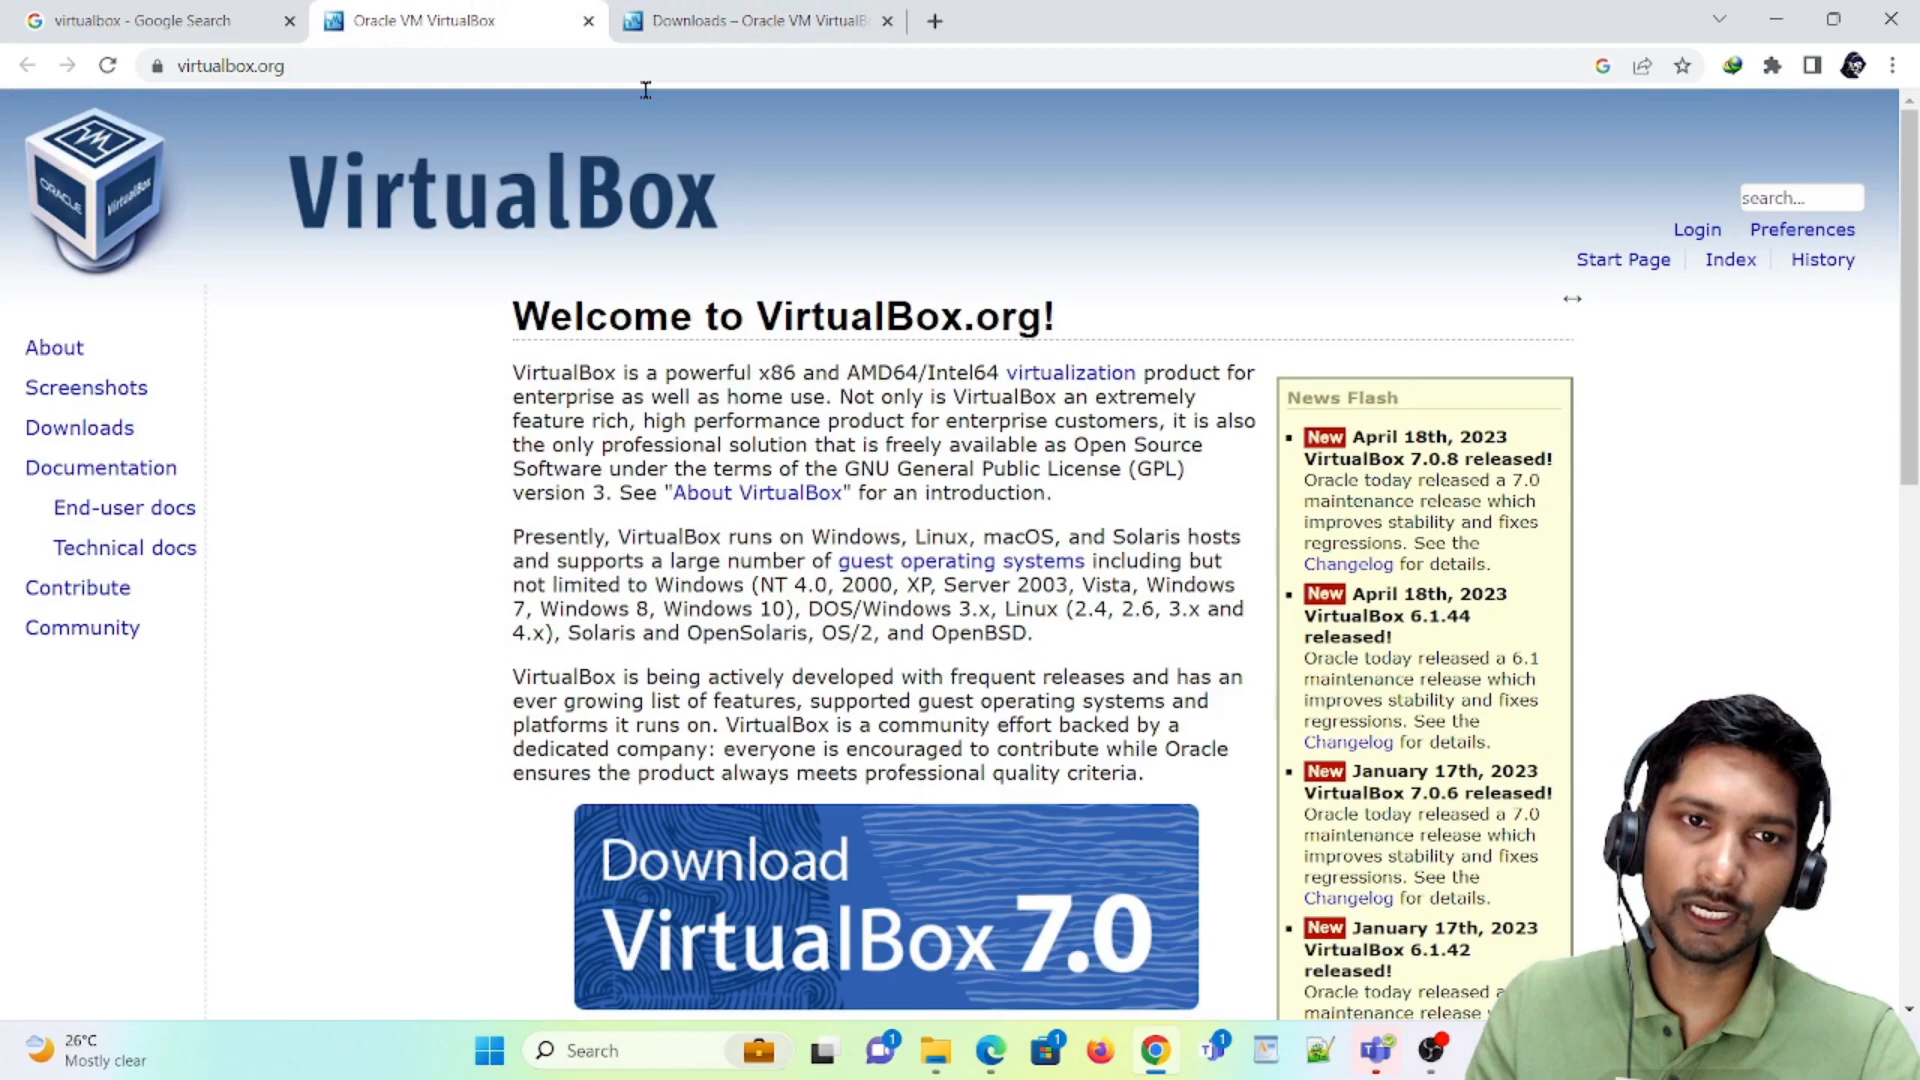 virtualbox - Google Search
Oracle VM VirtualBox
Downloads – Oracle VM VirtualB
virtualbox.org
ORACLE
VirtualBox
VirtualBox
search...
Login
Preferences
Start Page
Index
History
About
Screenshots
Downloads
Documentation
End-user docs
Technical docs
Contribute
Community
Welcome to VirtualBox.org!
VirtualBox is a powerful x86 and AMD64/Intel64 virtualization product for
enterprise as well as home use. Not only is VirtualBox an extremely
feature rich, high performance product for enterprise customers, it is also
the only professional solution that is freely available as Open Source
Software under the terms of the GNU General Public License (GPL)
version 3. See "About VirtualBox" for an introduction.
Presently, VirtualBox runs on Windows, Linux, macOS, and Solaris hosts
and supports a large number of guest operating systems including but
not limited to Windows (NT 4.0, 2000, XP, Server 2003, Vista, Windows
7, Windows 8, Windows 10), DOS/Windows 3.x, Linux (2.4, 2.6, 3.x and
4.x), Solaris and OpenSolaris, OS/2, and OpenBSD.
VirtualBox is being actively developed with frequent releases and has an
ever growing list of features, supported guest operating systems and
platforms it runs on. VirtualBox is a community effort backed by a
dedicated company: everyone is encouraged to contribute while Oracle
ensures the product always meets professional quality criteria.
Download
VirtualBox 7.0
News Flash
New April 18th, 2023
VirtualBox 7.0.8 released!
Oracle today released a 7.0
maintenance release which
improves stability and fixes
regressions. See the
Changelog for details.
New April 18th, 2023
VirtualBox 6.1.44
released!
Oracle today released a 6.1
maintenance release which
improves stability and fixes
regressions. See the
Changelog for details.
New January 17th, 2023
VirtualBox 7.0.6 released!
Oracle today released a 7.0
maintenance release which
improves stability and fixes
regressions. See the
Changelog for details.
New January 17th, 2023
VirtualBox 6.1.42
released!
Oracle today released a
maintenance release
26°C
Mostly clear
Search
1
1
1